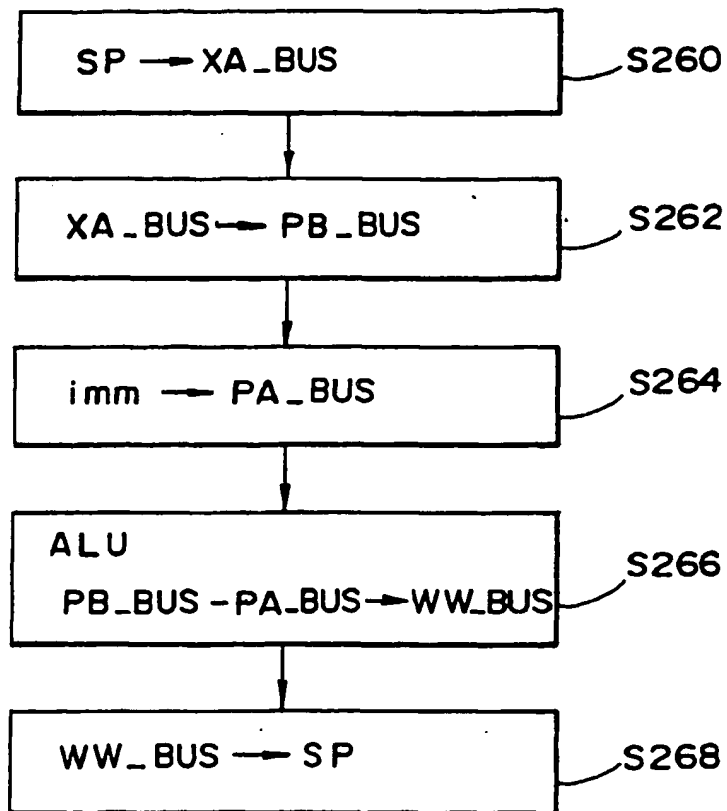 SP → XA_BUS
S260
XA_BUS → PB_BUS
S262
imm → PA_BUS
S264
ALU
PB_BUS - PA_BUS → WW_BUS
S266
WW_BUS → SP
S268